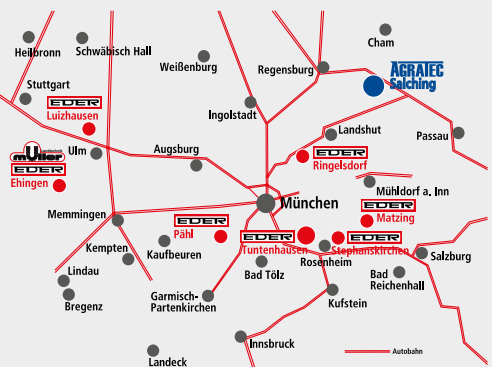 Cham
Heilbronn
Schwäbisch Hall
Weißenburg
Regensburg
AGRATEC
Salching
Stuttgart
EDER
Luizhausen
Ingolstadt
Landshut
Passau
Landtechnik
Müller
EDER
Ehingen
Ulm
Augsburg
EDER
Ringelsdorf
Mühldorf a. Inn
EDER
Matzing
München
Memmingen
EDER
Pähl
EDER
Tuntenhausen
EDER
Stephanskirchen
Rosenheim
Salzburg
Kempten
Kaufbeuren
Bad Tölz
Bad
Reichenhall
Lindau
Bregenz
Garmisch-
Partenkirchen
Kufstein
Innsbruck
Landeck
Autobahn